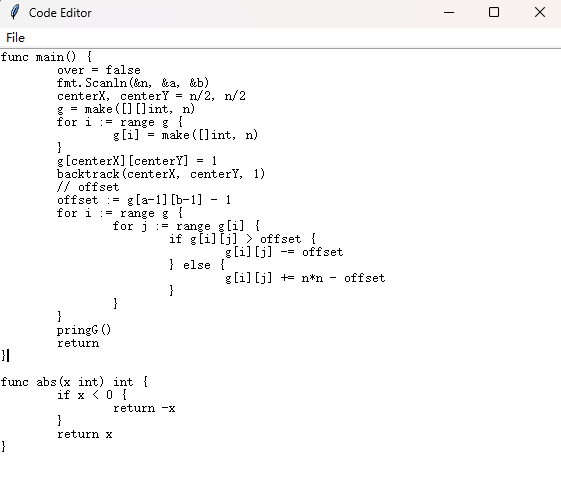 Code Editor
File
func main() {
        over = false
        fmt.Scanln(&n, &a, &b)
        centerX, centerY = n/2, n/2
        g = make([][]int, n)
        for i := range g {
                g[i] = make([]int, n)
        }
        g[centerX][centerY] = 1
        backtrack(centerX, centerY, 1)
        // offset
        offset := g[a-1][b-1] - 1
        for i := range g {
                for j := range g[i] {
                        if g[i][j] > offset {
                                g[i][j] -= offset
                        } else {
                                g[i][j] += n*n - offset
                        }
                }
        }
        pringG()
        return
}

func abs(x int) int {
        if x < 0 {
                return -x
        }
        return x
}